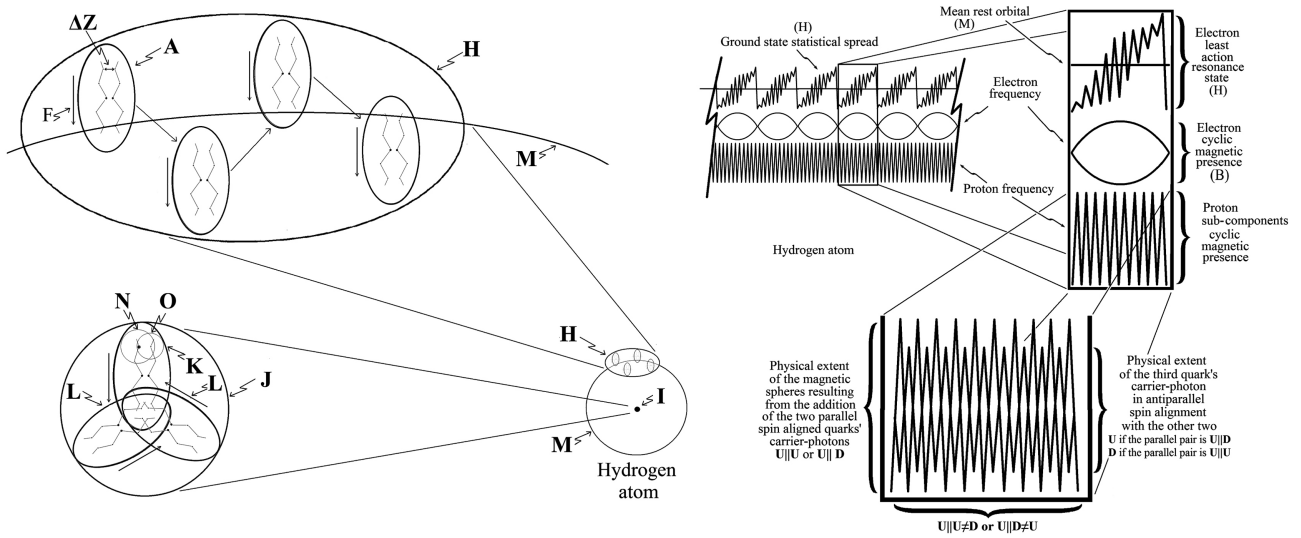 ΔZ
A
H
F
M
N O
K
L
L
J
H
I
M
Hydrogen
atom
(H)
Ground state statistical spread
Mean rest orbital
(M)
Electron
frequency
Proton frequency
Hydrogen atom
Electron
least
action
resonance
state
(H)
Electron
cyclic
magnetic
presence
(B)
Proton
sub-components
cyclic
magnetic
presence
Physical extent
of the magnetic
spheres resulting
from the addition
of the two parallel
spin aligned quarks'
carrier-photons
U||U or U|| D
Physical extent
of the third quark's
carrier-photon
in antiparallel
spin alignment
with the other two
U if the parallel pair is U||D
D if the parallel pair is U||U
U||U≠D or U||D≠U